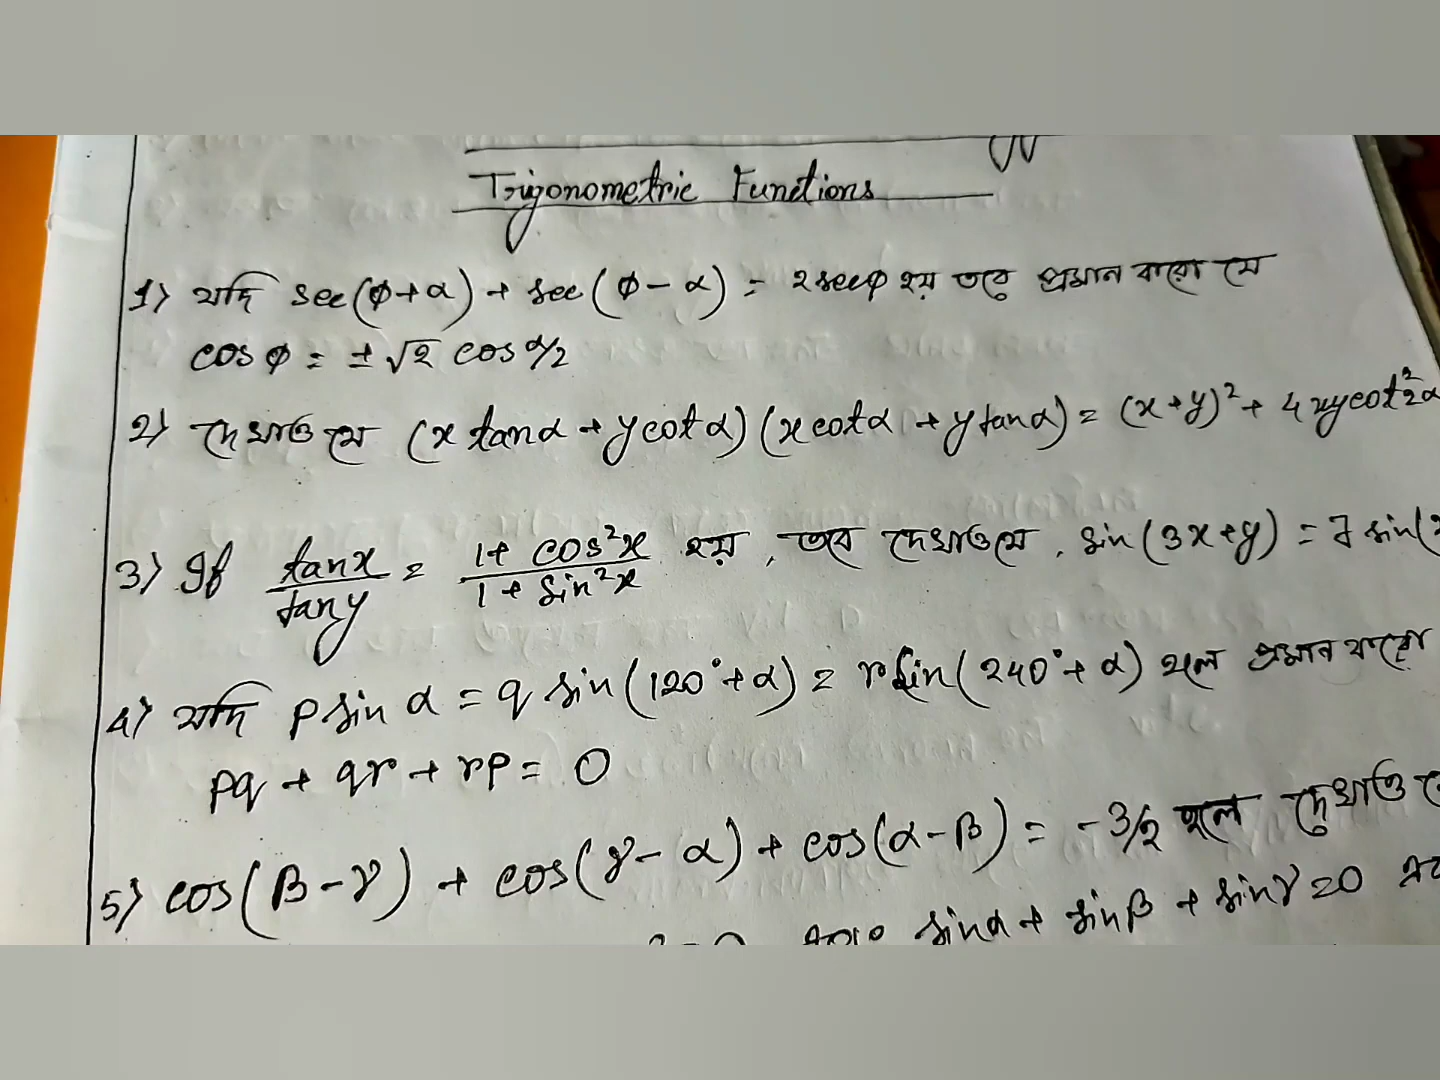 Trigonometric Functions
1) যদি sec(φ+α) + sec(φ-α) = 2secφ হয় তবে প্রমান করো যে
cosφ = ±√2 cos α/2
2) দেখাও যে (x tanα + y cotα)(x cotα + y tanα) = (x+y)² + 4xycot²2α
3) If tanx/tany = 1+cos²x/1+sin²x হয়, তবে দেখাও যে, sin(3x+y) = 7 sin(
4) যদি p sin α = q sin(120°+α) = r sin(240°+α) হলে প্রমান করো
pq + qr + rp = 0
5) cos(β-γ) + cos(γ-α) + cos(α-β) = -3/2 হলে দেখাও
sinα + sinβ + sinγ = 0